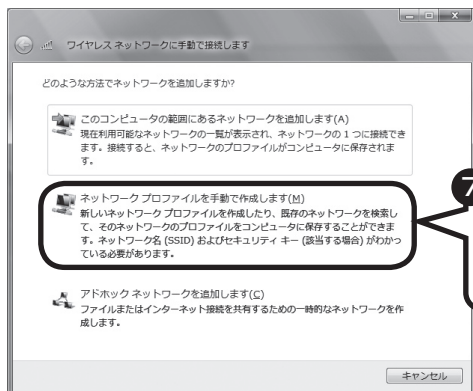 ワイヤレス ネットワークに手動で接続します
どのような方法でネットワークを追加しますか?
このコンピュータの範囲にあるネットワークを追加します(A)
現在利用可能なネットワークの一覧が表示され、ネットワークの 1 つに接続でき
ます。接続すると、ネットワークのプロファイルがコンピュータに保存されま
す。
ネットワーク プロファイルを手動で作成します(M)
新しいネットワーク プロファイルを作成したり、既存のネットワークを検索し
て、そのネットワークのプロファイルをコンピュータに保存することができま
す。ネットワーク名 (SSID) およびセキュリティ キー (該当する場合) がわかっ
ている必要があります。
7
アドホック ネットワークを追加します(C)
ファイルまたはインターネット接続を共有するための一時的なネットワークを作
成します。
キャンセル